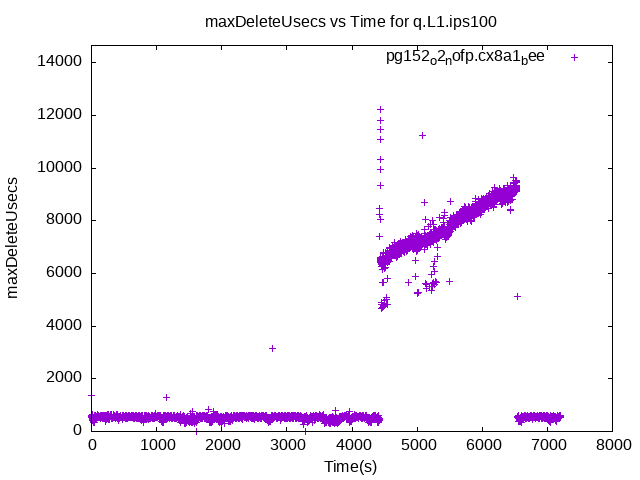 maxDeleteUsecs vs Time for q.L1.ips100
pg152o2nofp.cx8a1bee
maxDeleteUsecs
14000
12000
10000
8000
6000
4000
2000
0
0 1000 2000 3000 4000 5000 6000 7000 8000
Time(s)